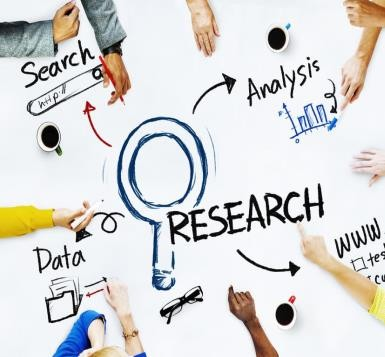 Search
http://
Analysis
RESEARCH
Data
WWW.